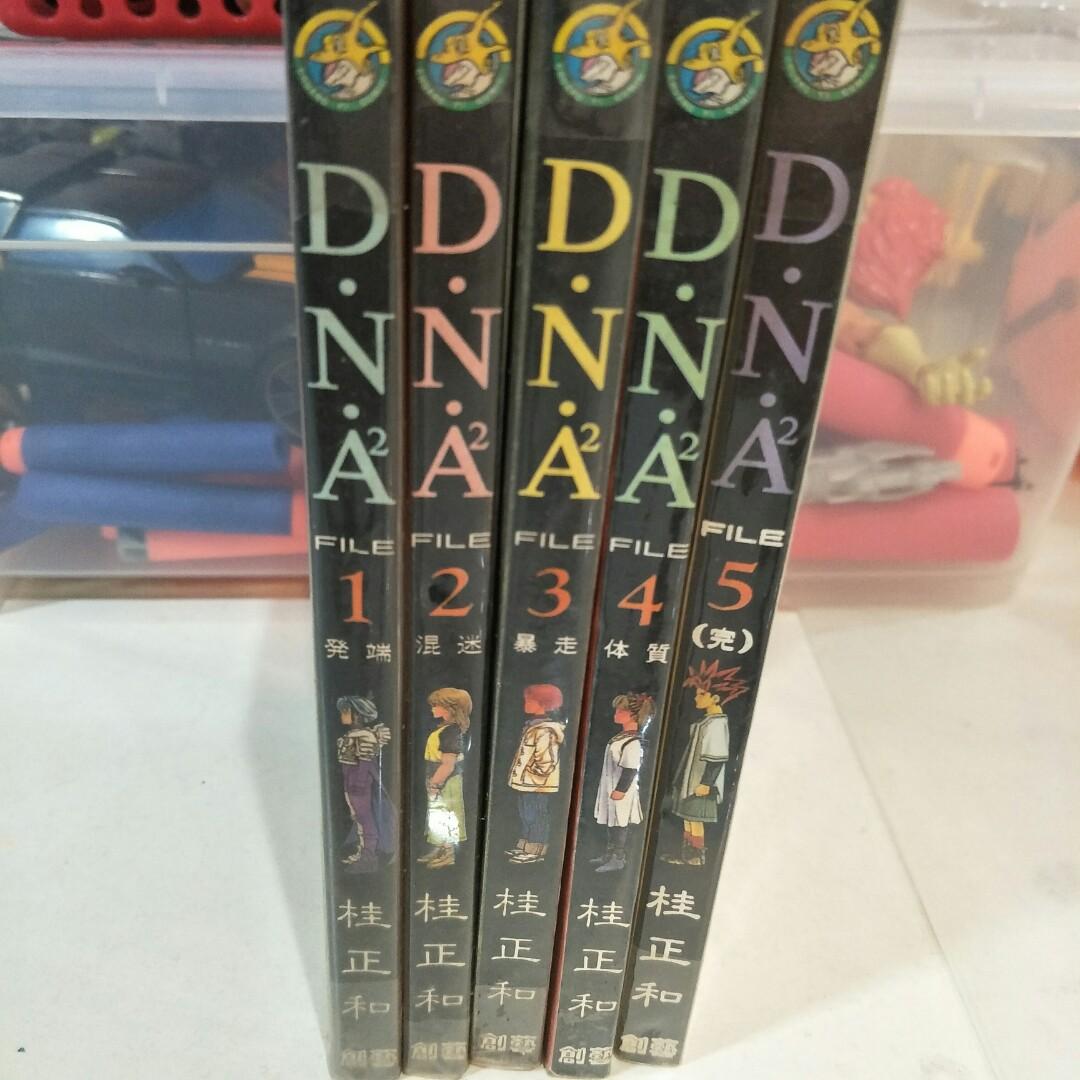 D・N・A²
FILE
1
発端
桂正和
創藝
D・N・A²
FILE
2
混迷
桂正和
創藝
D・N・A²
FILE
3
暴走
桂正和
創藝
D・N・A²
FILE
4
体質
桂正和
創藝
D・N・A²
FILE
5
(完)
桂正和
創藝